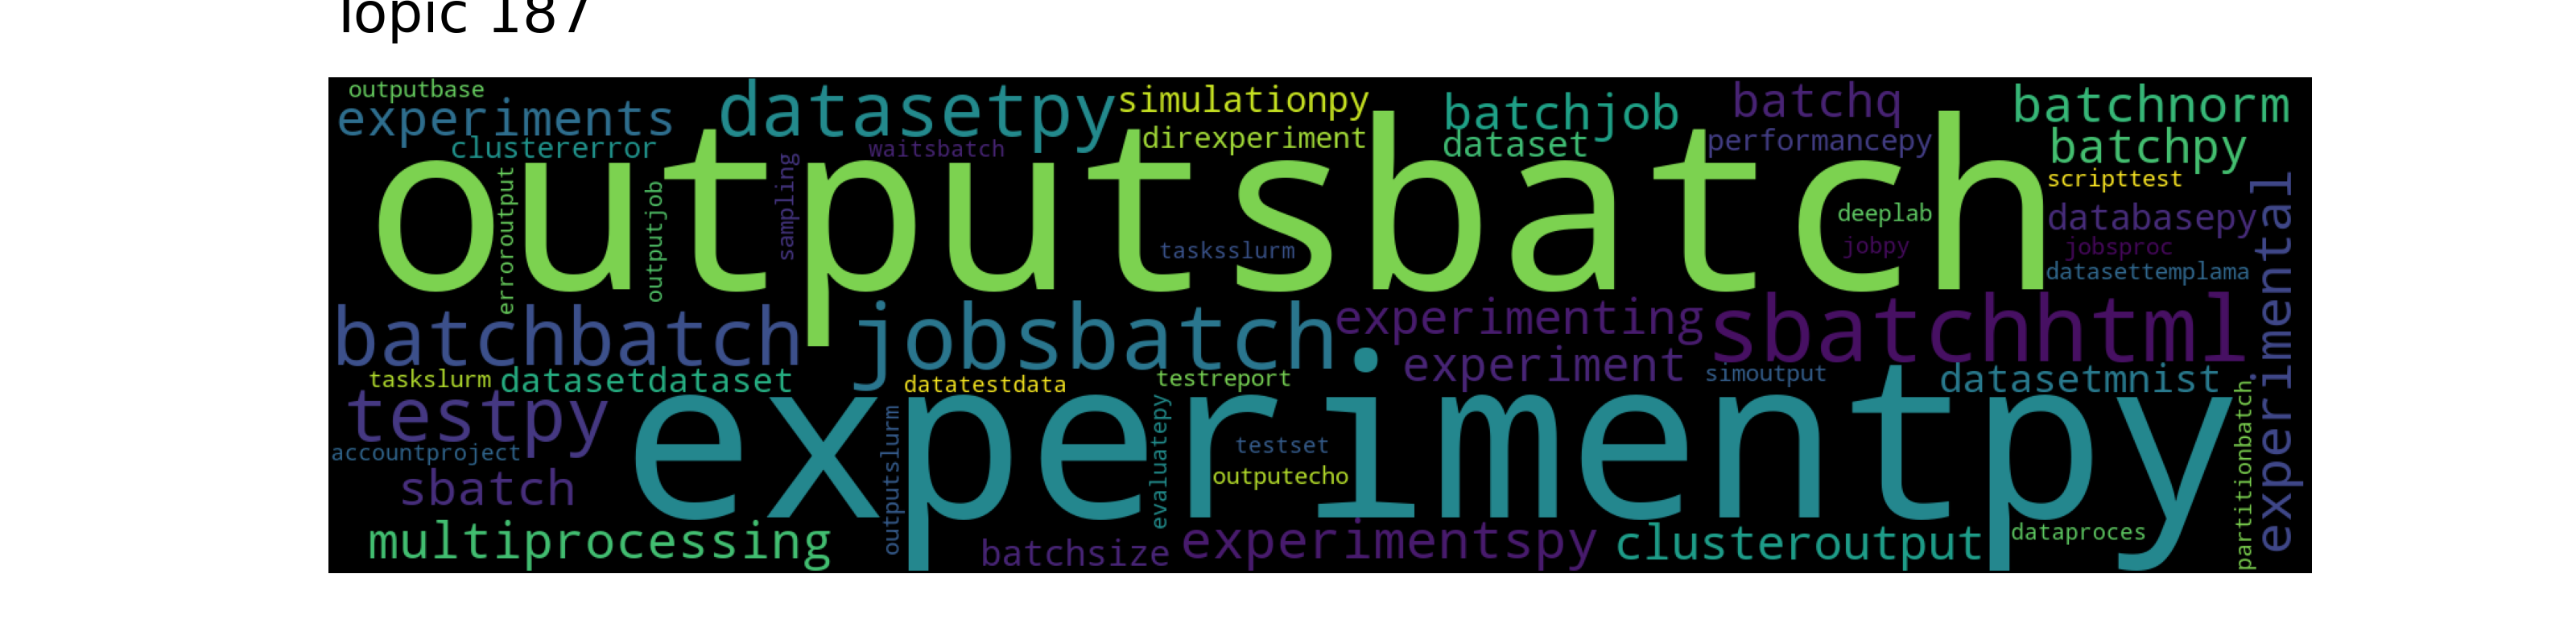 Topic 187
outputbase
experiments
clustererror
datasetpy
waitsbatch
simulationpy
direxperiment
batchjob
dataset
batchq
performancepy
batchnorm
batchpy
outputsbatch
erroroutput
outputjob
sampling
tasksslurm
deeplab
jobpy
scripttest
databasepy
jobsproc
datasettemplama
experimental
batchbatch
jobsbatch
experimenting
experiment
sbatchhtml
taskslurm
datasetdataset
datatestdata
testreport
simoutput
datasetmnist
testpy
experimentpy
accountproject
sbatch
outputslurm
evaluatepy
testset
outputecho
partitionbatch
multiprocessing
batchsize
experimentspy
clusteroutput
dataproces